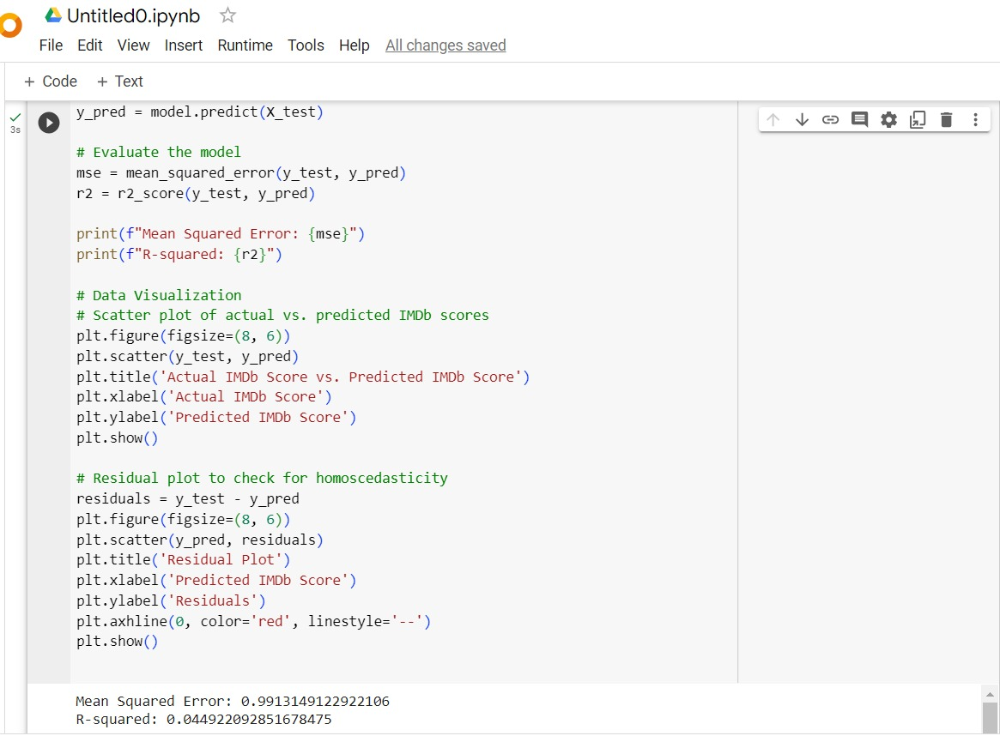 Untitled0.ipynb
File Edit View Insert Runtime Tools Help All changes saved
+ Code + Text
3s
y_pred = model.predict(X_test)
# Evaluate the model
mse = mean_squared_error(y_test, y_pred)
r2 = r2_score(y_test, y_pred)
print(f"Mean Squared Error: {mse}")
print(f"R-squared: {r2}")
# Data Visualization
# Scatter plot of actual vs. predicted IMDb scores
plt.figure(figsize=(8, 6))
plt.scatter(y_test, y_pred)
plt.title('Actual IMDb Score vs. Predicted IMDb Score')
plt.xlabel('Actual IMDb Score')
plt.ylabel('Predicted IMDb Score')
plt.show()
# Residual plot to check for homoscedasticity
residuals = y_test - y_pred
plt.figure(figsize=(8, 6))
plt.scatter(y_pred, residuals)
plt.title('Residual Plot')
plt.xlabel('Predicted IMDb Score')
plt.ylabel('Residuals')
plt.axhline(0, color='red', linestyle='--')
plt.show()
Mean Squared Error: 0.9913149122922106
R-squared: 0.044922092851678475